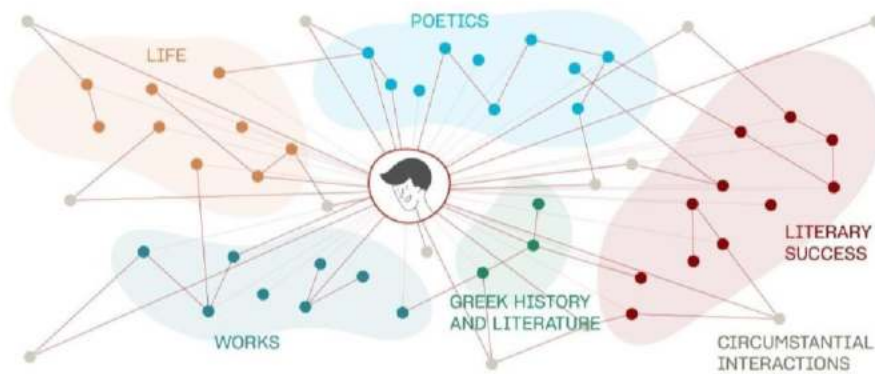 POETICS
LIFE
LITERARY
SUCCESS
GREEK HISTORY
AND LITERATURE
WORKS
CIRCUMSTANTIAL
INTERACTIONS